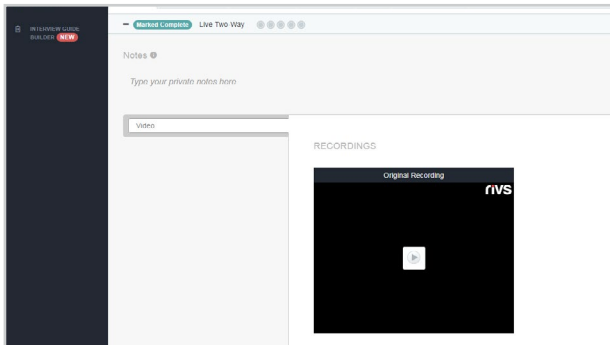 INTERVIEW GUIDE
BUILDER NEW
Marked Complete Live Two Way
Notes
Type your private notes here
Video
RECORDINGS
Original Recording
rivs